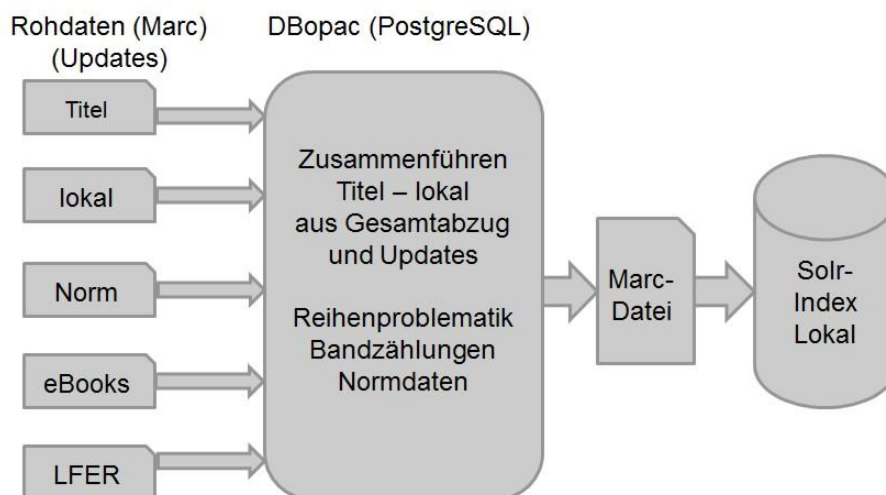 Rohdaten (Marc)
(Updates)
DBopac (PostgreSQL)
Titel
lokal
Norm
eBooks
LFER
Zusammenführen
Titel – lokal
aus Gesamtabzug
und Updates
Reihenproblematik
Bandzählungen
Normdaten
Marc-
Datei
Solr-
Index
Lokal